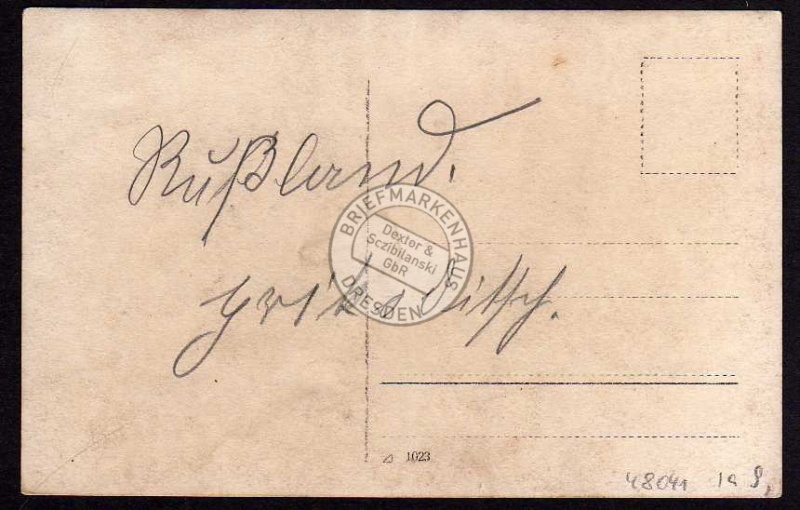 Rußland.
BRIEFMARKENHAUS
Dexter &
Sczibilanski
GbR
DRESDEN
1023
48041